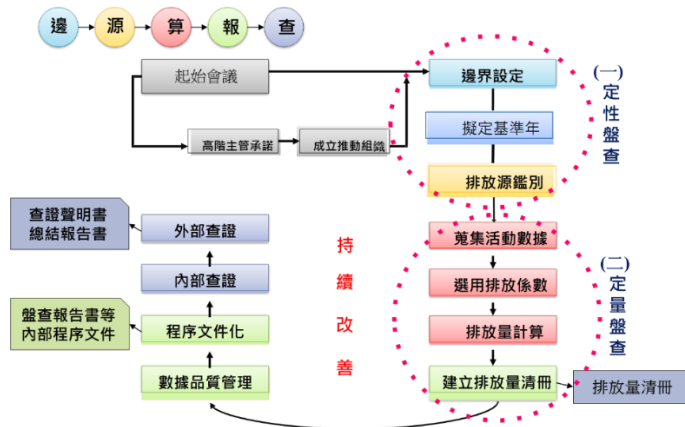 邊
源
算
報
查
起始會議
高階主管承諾
成立推動組織
邊界設定
擬定基準年
排放源鑑別
(一)定性盤查
蒐集活動數據
選用排放係數
排放量計算
建立排放量清冊
排放量清冊
(二)定量盤查
持續改善
查證聲明書
總結報告書
外部查證
內部查證
盤查報告書等
內部程序文件
程序文件化
數據品質管理